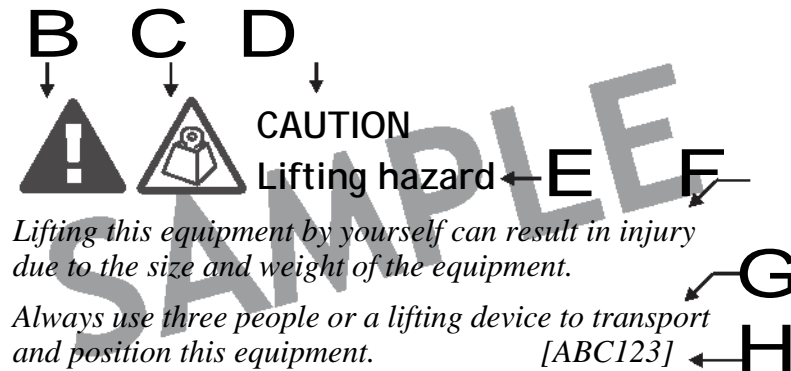 B C D
CAUTION
Lifting hazard E F
SAMPLE
Lifting this equipment by yourself can result in injury
due to the size and weight of the equipment.
G
Always use three people or a lifting device to transport
and position this equipment. [ABC123] H